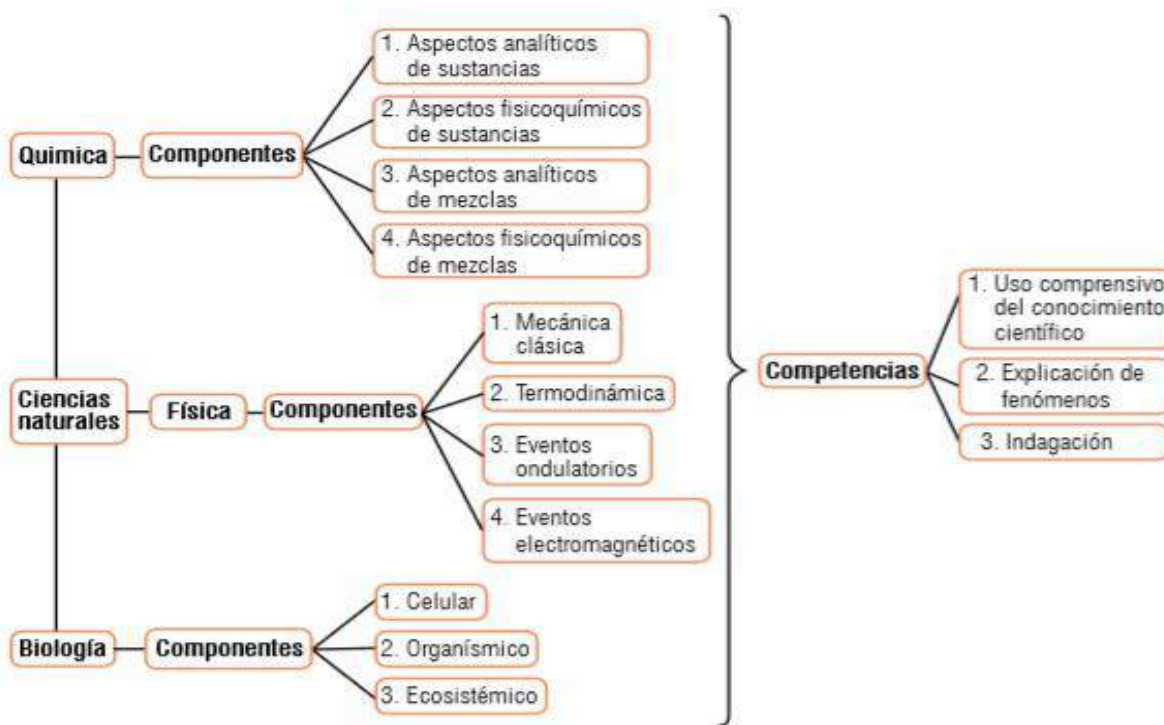 Quimica
Componentes
1. Aspectos analíticos
de sustancias
2. Aspectos fisicoquímicos
de sustancias
3. Aspectos analíticos
de mezclas
4. Aspectos fisicoquímicos
de mezclas
Ciencias
naturales
Física
Componentes
1. Mecánica
clásica
2. Termodinámica
3. Eventos
ondulatorios
4. Eventos
electromagnéticos
Biología
Componentes
1. Celular
2. Organísmico
3. Ecosistémico
Competencias
1. Uso comprensivo
del conocimiento
científico
2. Explicación de
fenómenos
3. Indagación